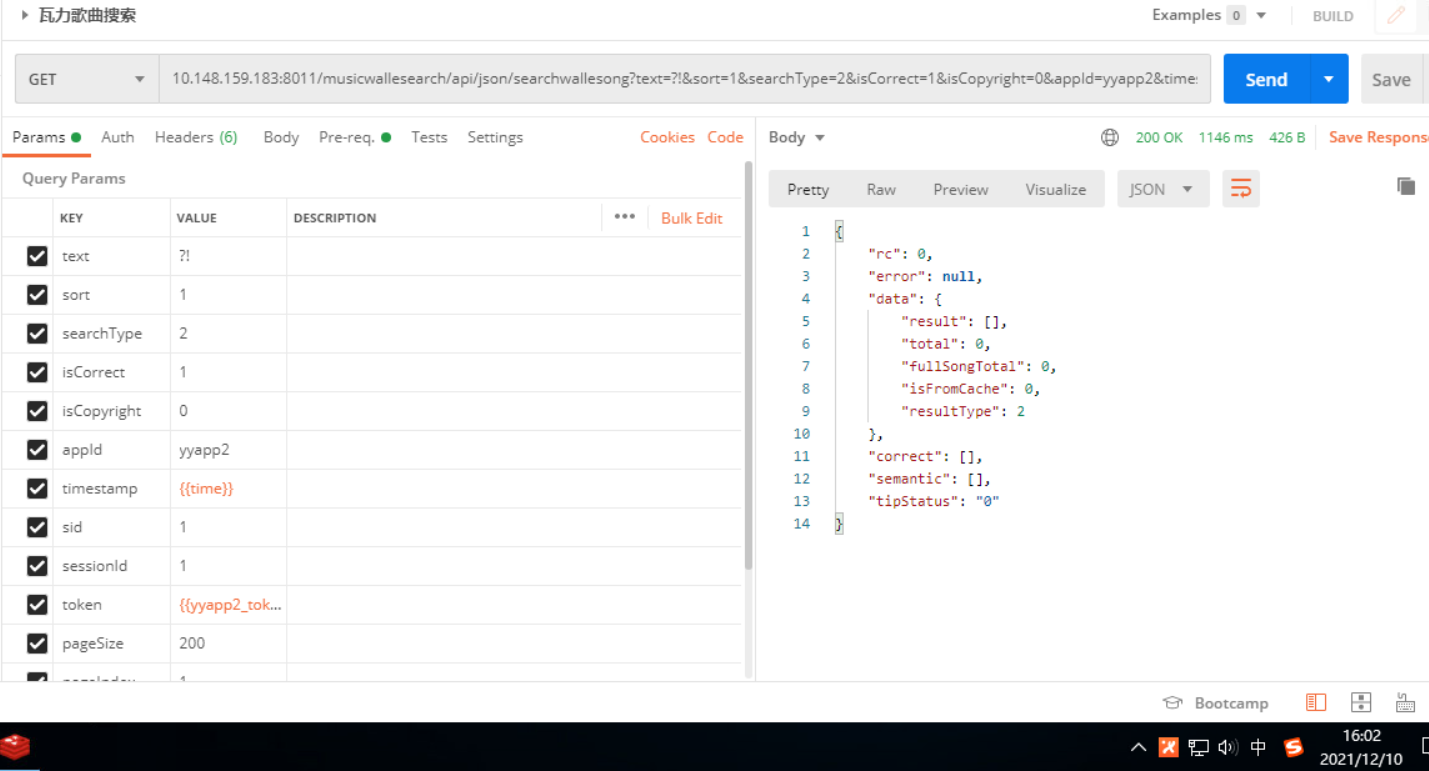 瓦力歌曲搜索
Examples 0 BUILD
GET 10.148.159.183:8011/musicwallesearch/api/json/searchwallesong?text=?!&sort=1&searchType=2&isCorrect=1&isCopyright=0&appId=yyapp2&times Send Save
Params Auth Headers (6) Body Pre-req. Tests Settings Cookies Code
Query Params
KEY VALUE DESCRIPTION ••• Bulk Edit
text ?!
sort 1
searchType 2
isCorrect 1
isCopyright 0
appId yyapp2
timestamp {{time}}
sid 1
sessionId 1
token {{yyapp2_tok...
pageSize 200
pageIndex 1
Body 200 OK 1146 ms 426 B Save Respons
Pretty Raw Preview Visualize JSON
1 {
2 "rc": 0,
3 "error": null,
4 "data": {
5 "result": [],
6 "total": 0,
7 "fullSongTotal": 0,
8 "isFromCache": 0,
9 "resultType": 2
10 },
11 "correct": [],
12 "semantic": [],
13 "tipStatus": "0"
14 }
Bootcamp
中
16:02
2021/12/10